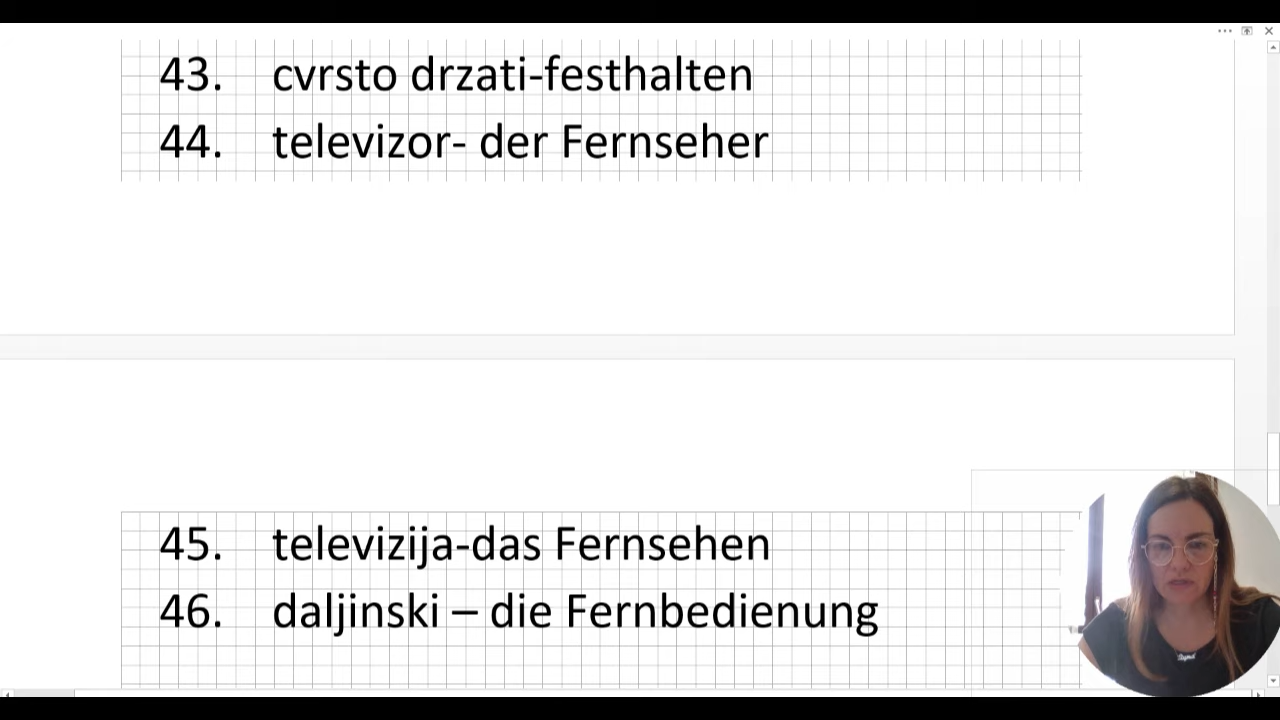 43. cvrsto drzati-festhalten
44. televizor- der Fernseher
45. televizija-das Fernsehen
46. daljinski – die Fernbedienung